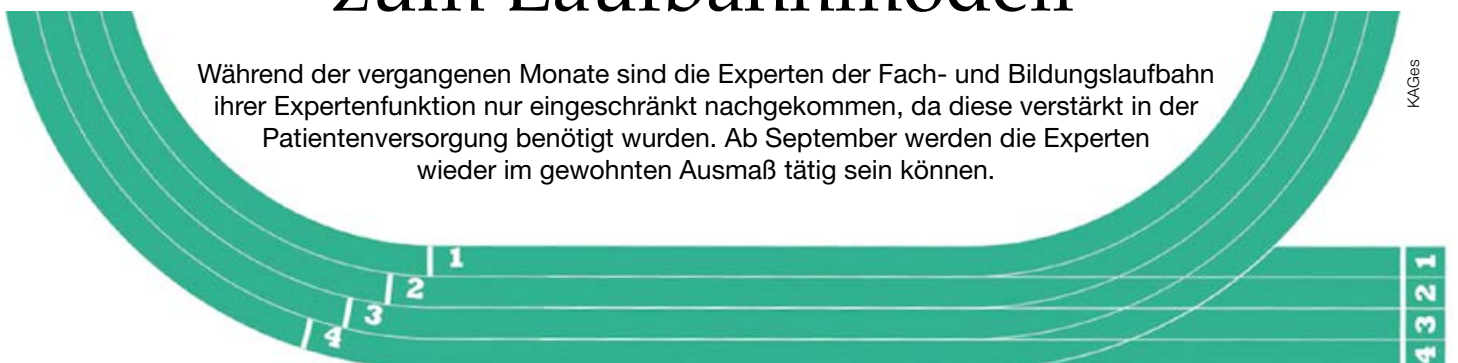 zum Laufbahnmodell
Während der vergangenen Monate sind die Experten der Fach- und Bildungslaufbahn
ihrer Expertenfunktion nur eingeschränkt nachgekommen, da diese verstärkt in der
Patientenversorgung benötigt wurden. Ab September werden die Experten
wieder im gewohnten Ausmaß tätig sein können.
KAGes
1
2
3
4
1
2
3
4